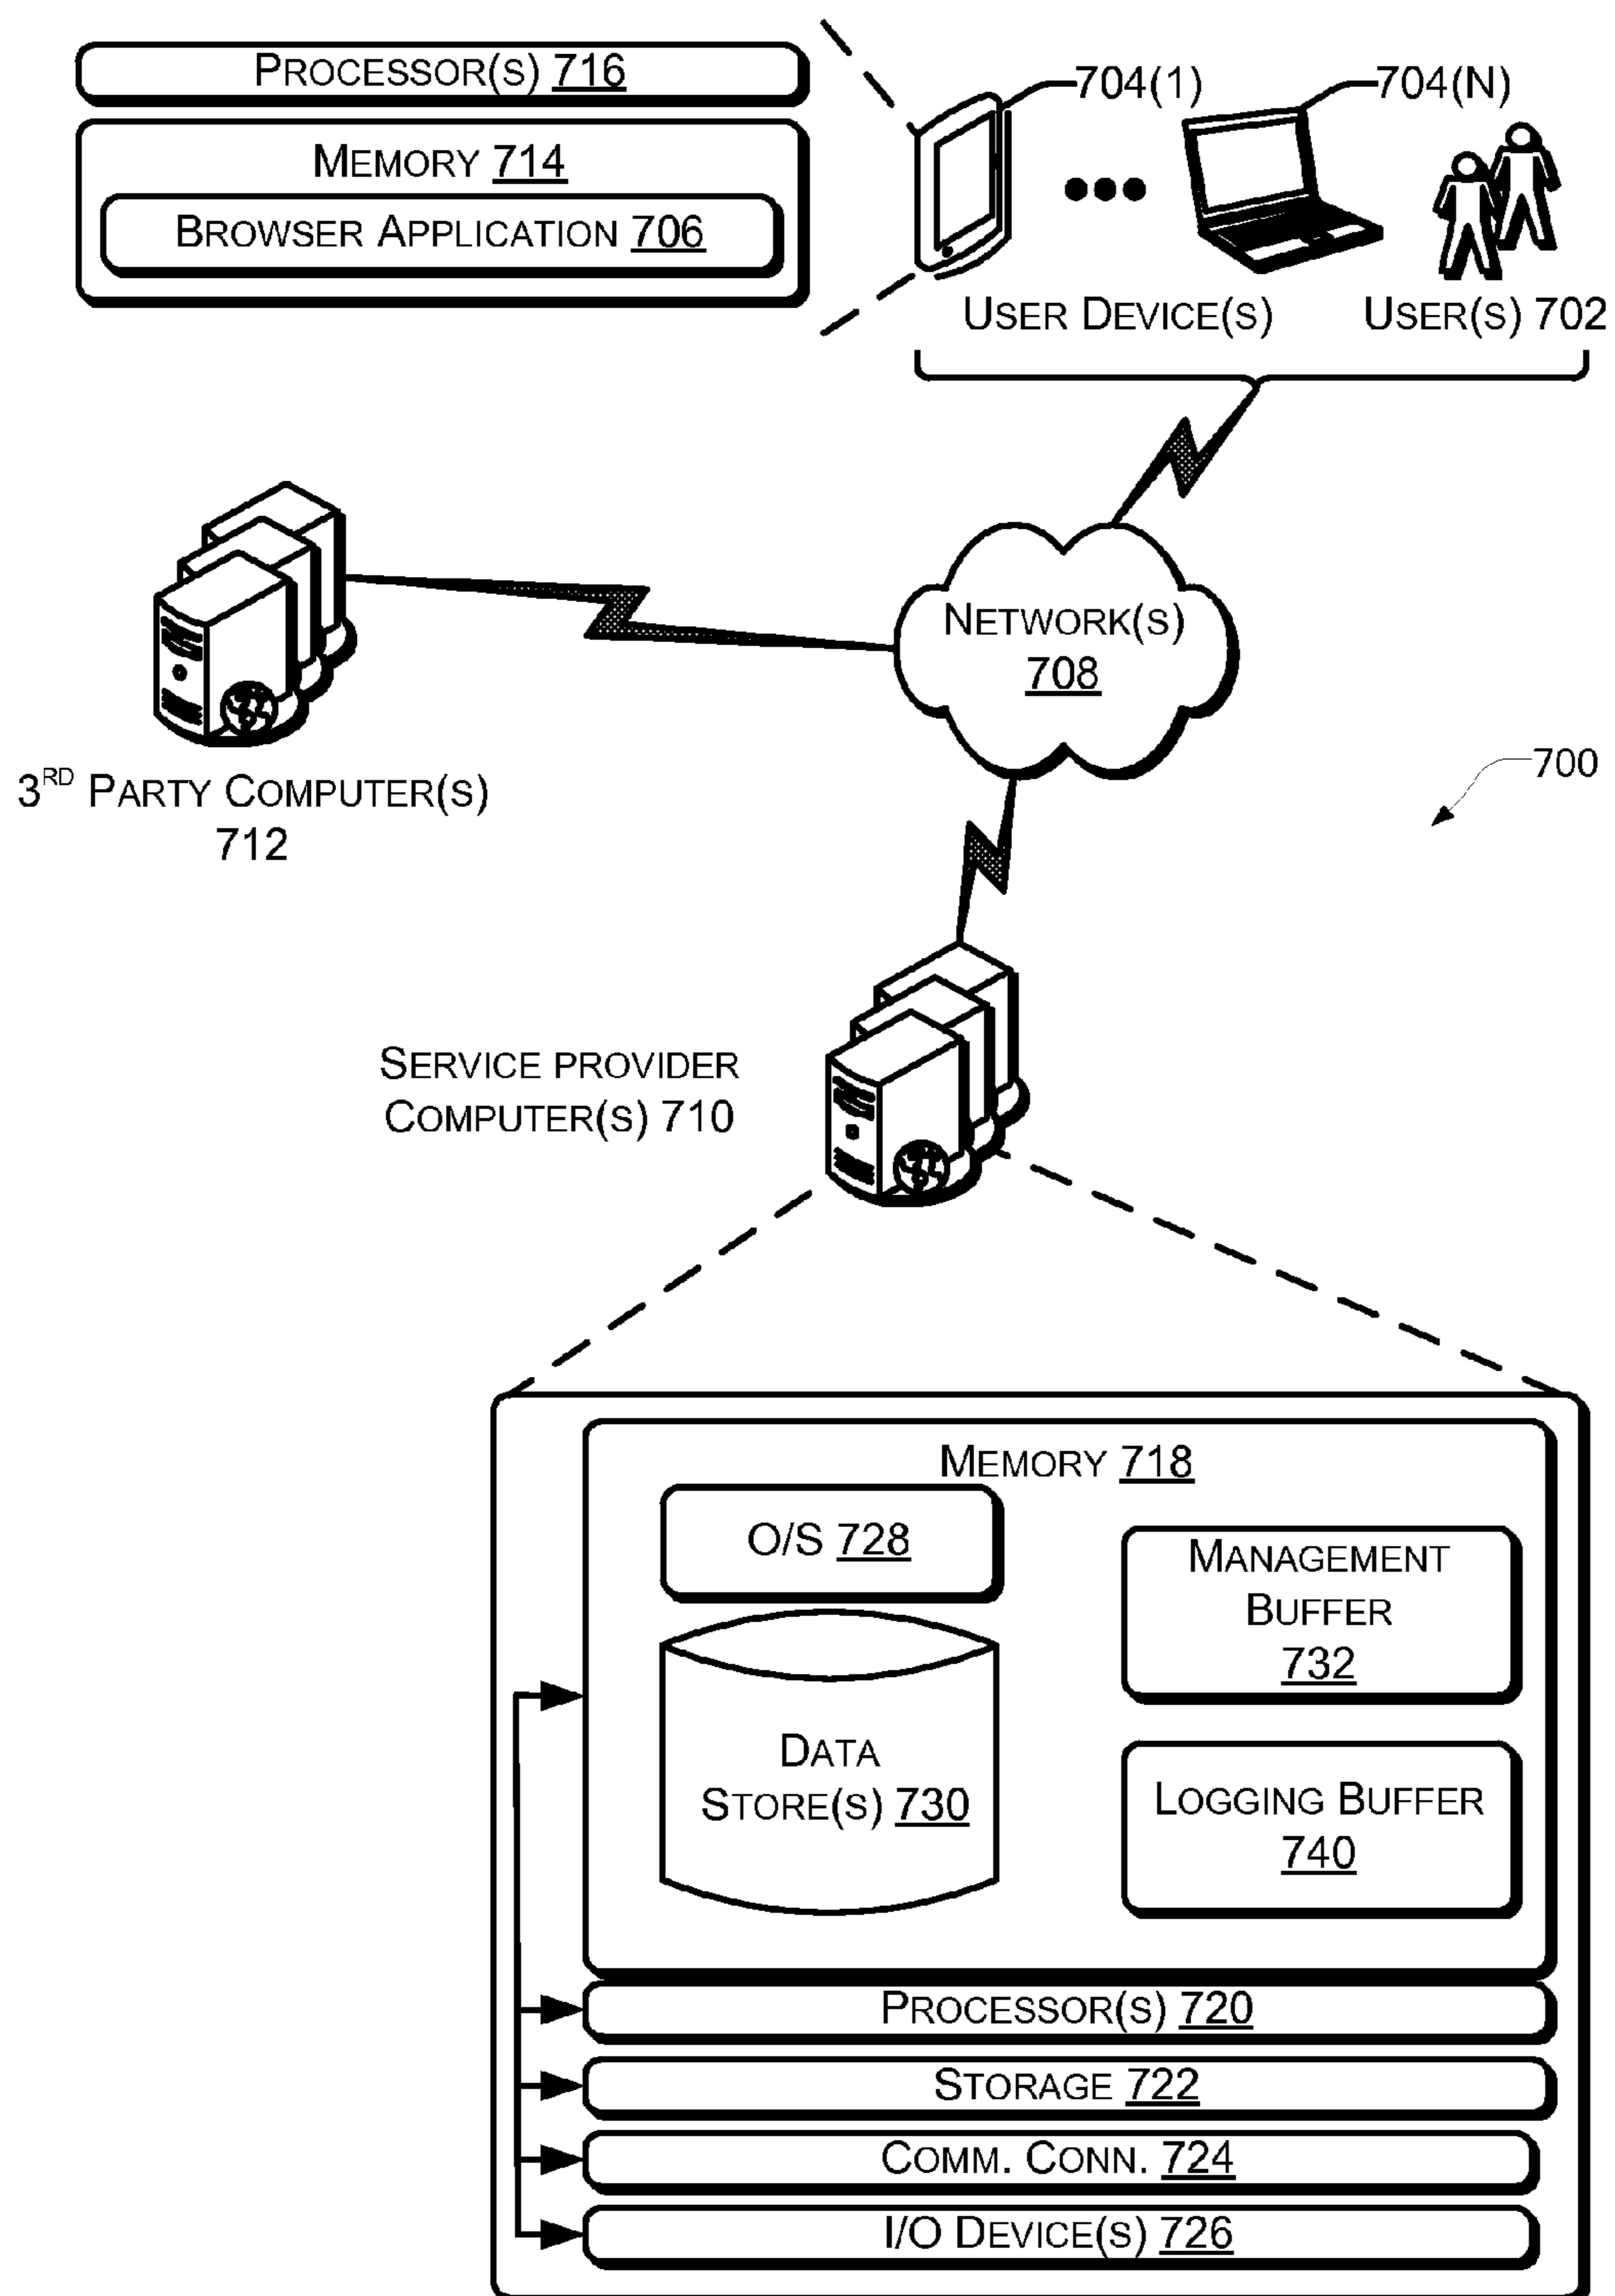 PROCESSOR(S) 716
MEMORY 714
BROWSER APPLICATION 706
704(1)
704(N)
USER DEVICE(S)
USER(S) 702
NETWORK(S)
708
3RD PARTY COMPUTER(S)
712
700
SERVICE PROVIDER
COMPUTER(S) 710
MEMORY 718
O/S 728
DATA
STORE(S) 730
MANAGEMENT
BUFFER
732
LOGGING BUFFER
740
PROCESSOR(S) 720
STORAGE 722
COMM. CONN. 724
I/O DEVICE(S) 726